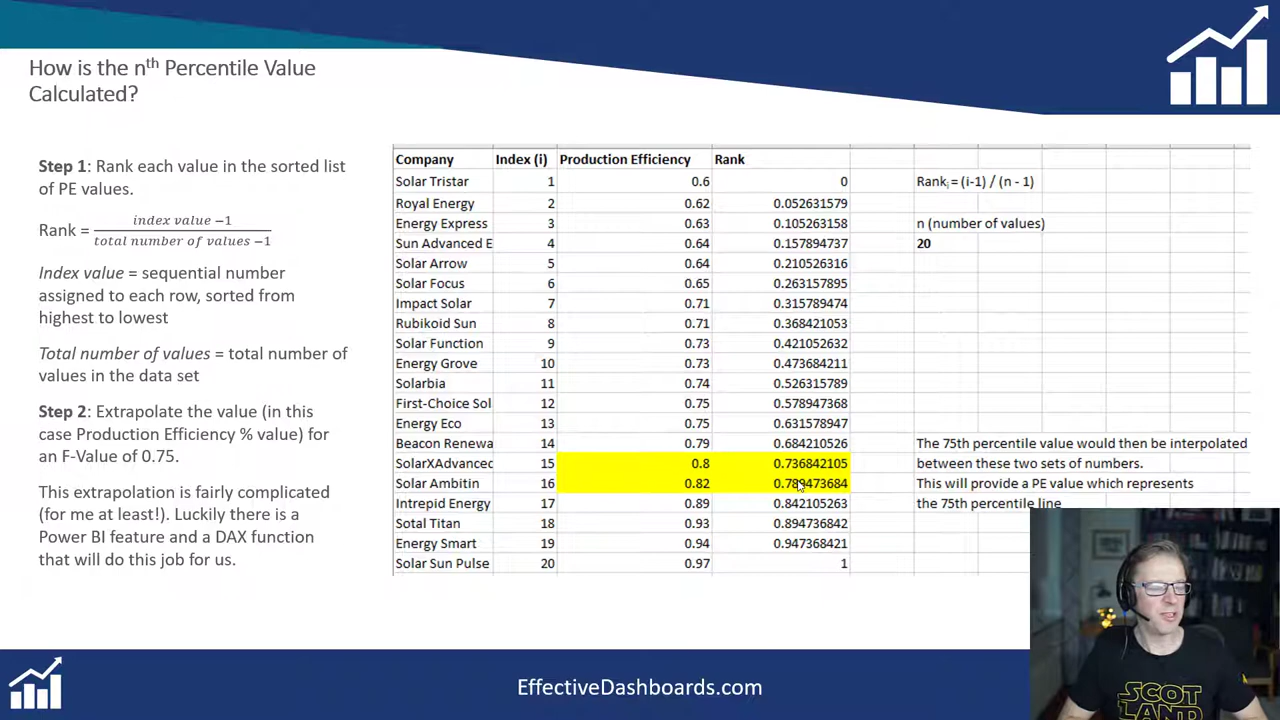 How is the nth Percentile Value
Calculated?
Step 1: Rank each value in the sorted list
of PE values.
Rank = index value −1
total number of values −1
Index value = sequential number
assigned to each row, sorted from
highest to lowest
Total number of values = total number of
values in the data set
Step 2: Extrapolate the value (in this
case Production Efficiency % value) for
an F-Value of 0.75.
This extrapolation is fairly complicated
(for me at least!). Luckily there is a
Power BI feature and a DAX function
that will do this job for us.
Company Index (i) Production Efficiency Rank
Solar Tristar 1 0.6 0 Rankᵢ = (i-1) / (n - 1)
Royal Energy 2 0.62 0.052631579
Energy Express 3 0.63 0.105263158 n (number of values)
Sun Advanced E 4 0.64 0.157894737 20
Solar Arrow 5 0.64 0.210526316
Solar Focus 6 0.65 0.263157895
Impact Solar 7 0.71 0.315789474
Rubikoid Sun 8 0.71 0.368421053
Solar Function 9 0.73 0.421052632
Energy Grove 10 0.73 0.473684211
Solarbia 11 0.74 0.526315789
First-Choice Sol 12 0.75 0.578947368
Energy Eco 13 0.75 0.631578947
Beacon Renewa 14 0.79 0.684210526 The 75th percentile value would then be interpolated
SolarXAdvanced 15 0.8 0.736842105 between these two sets of numbers.
Solar Ambitin 16 0.82 0.789473684 This will provide a PE value which represents
Intrepid Energy 17 0.89 0.842105263 the 75th percentile line
Sotal Titan 18 0.93 0.894736842
Energy Smart 19 0.94 0.947368421
Solar Sun Pulse 20 0.97 1
SCOT
LAND
EffectiveDashboards.com